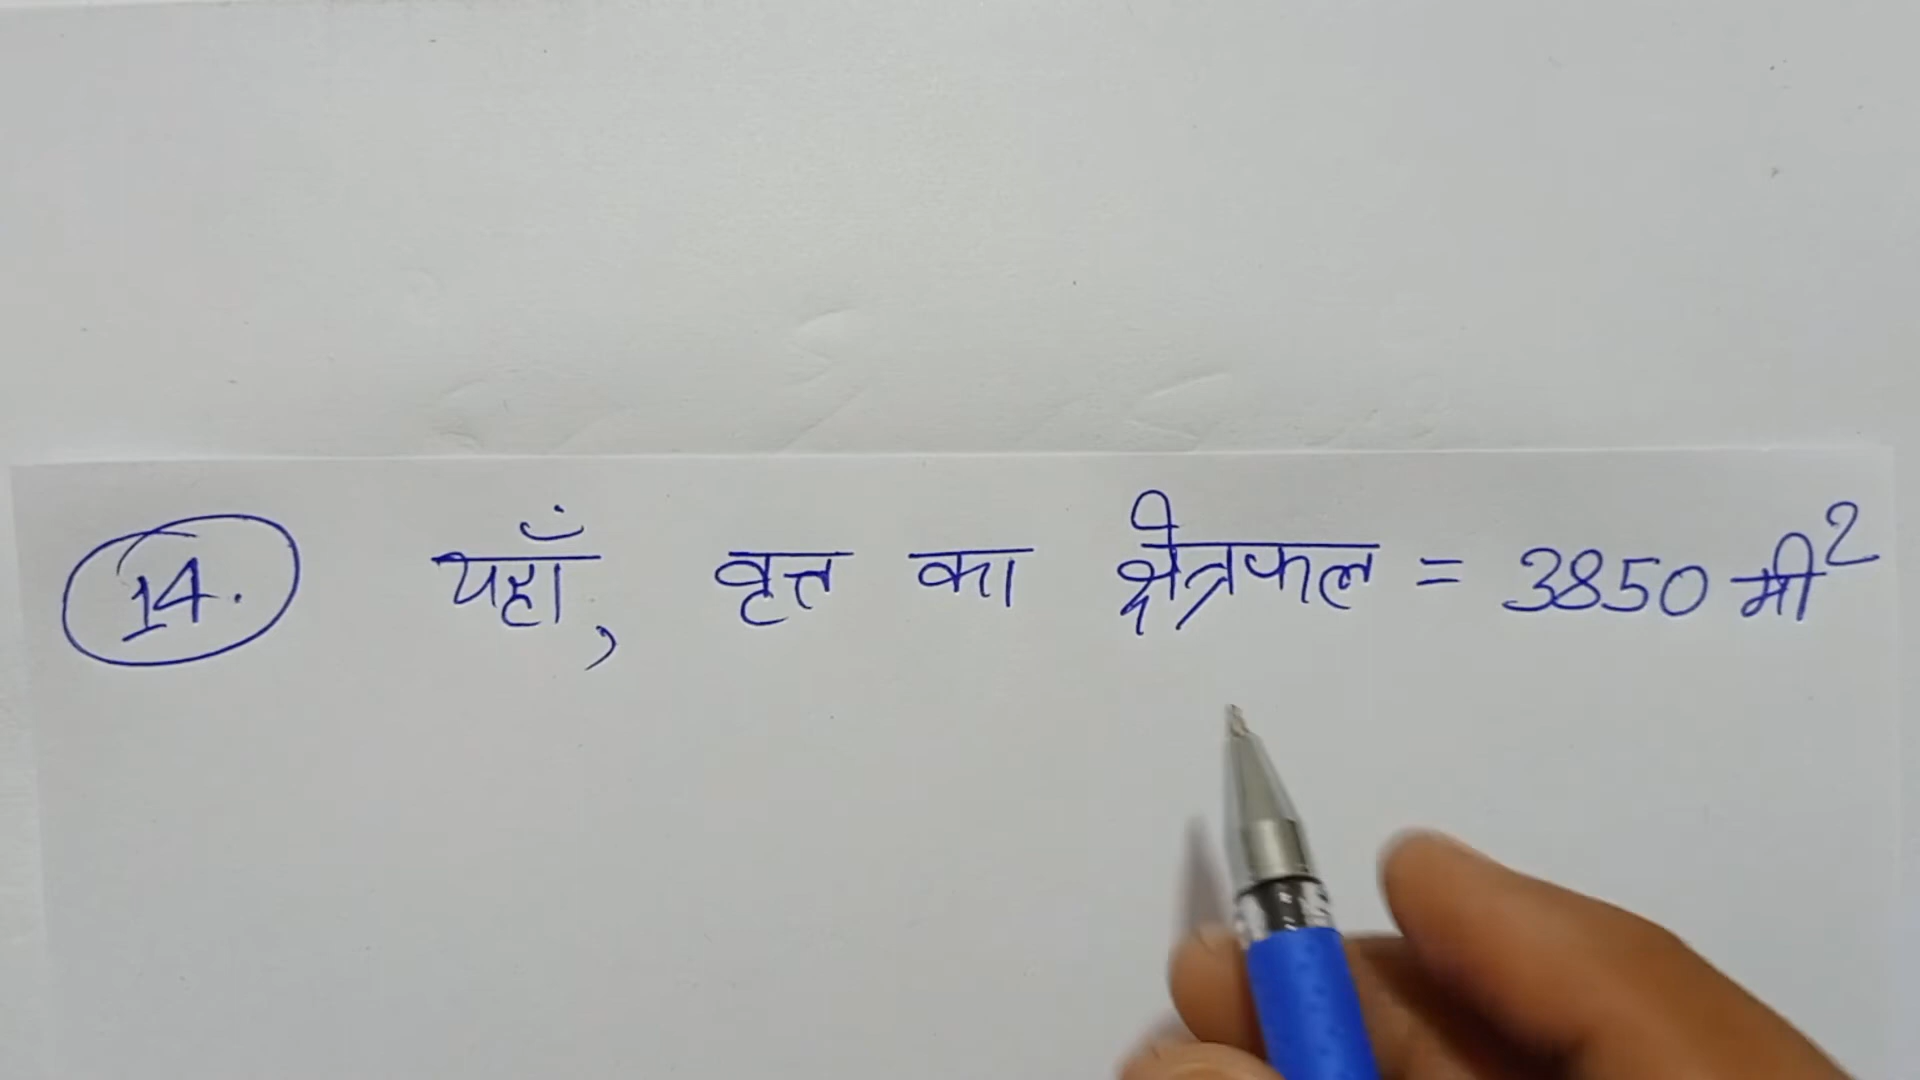 14. यहाँ, वृत्त का क्षेत्रफल = 3850 मी²